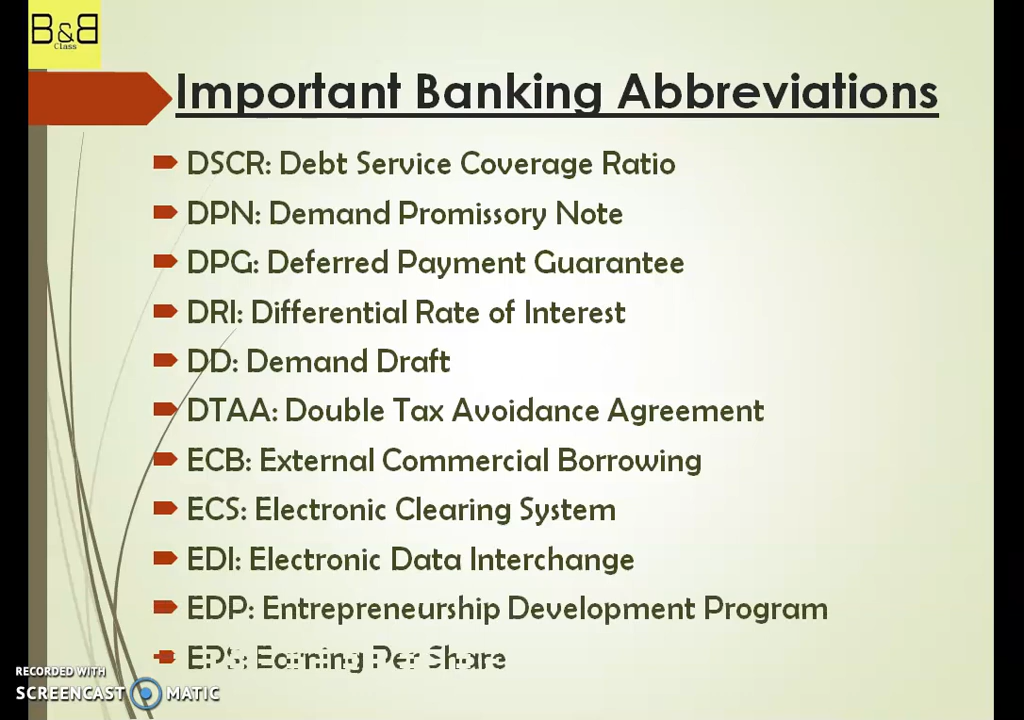 B&B
Class
Important Banking Abbreviations
DSCR: Debt Service Coverage Ratio
DPN: Demand Promissory Note
DPG: Deferred Payment Guarantee
DRI: Differential Rate of Interest
DD: Demand Draft
DTAA: Double Tax Avoidance Agreement
ECB: External Commercial Borrowing
ECS: Electronic Clearing System
EDI: Electronic Data Interchange
EDP: Entrepreneurship Development Program
EPS: Earning Per Share
RECORDED WITH
SCREENCAST MATIC